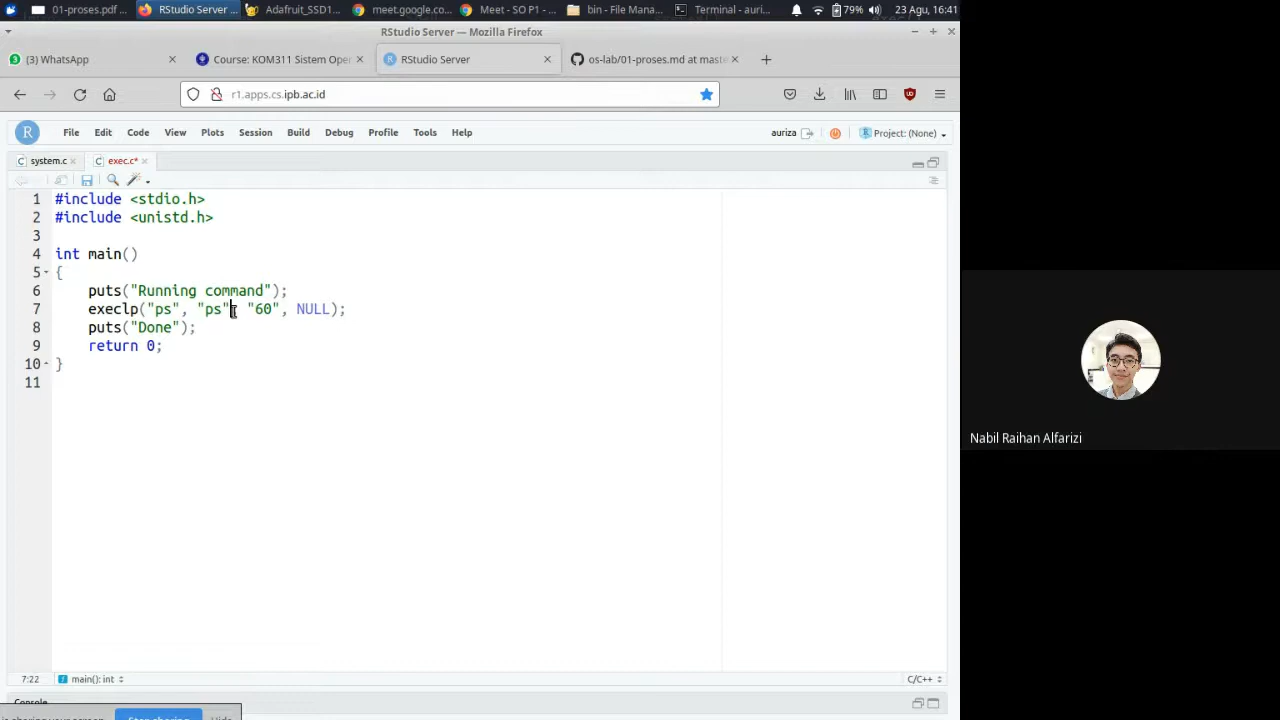 01-proses.pdf ...
RStudio Server ...
Adafruit_SSD1...
meet.google.co...
Meet - SO P1 - ...
bin - File Mana...
Terminal - auri...
79%
23 Agu, 16:41
RStudio Server — Mozilla Firefox
(3) WhatsApp
Course: KOM311 Sistem Oper
RStudio Server
os-lab/01-proses.md at maste
r1.apps.cs.ipb.ac.id
File Edit Code View Plots Session Build Debug Profile Tools Help
auriza
Project: (None)
system.c
exec.c*
1 #include <stdio.h>
2 #include <unistd.h>
3
4 int main()
5 {
6 puts("Running command");
7 execlp("ps", "ps", "60", NULL);
8 puts("Done");
9 return 0;
10 }
11
7:22
main(): int
C/C++
Console
is sharing your screen.
Stop sharing
Hide
Nabil Raihan Alfarizi